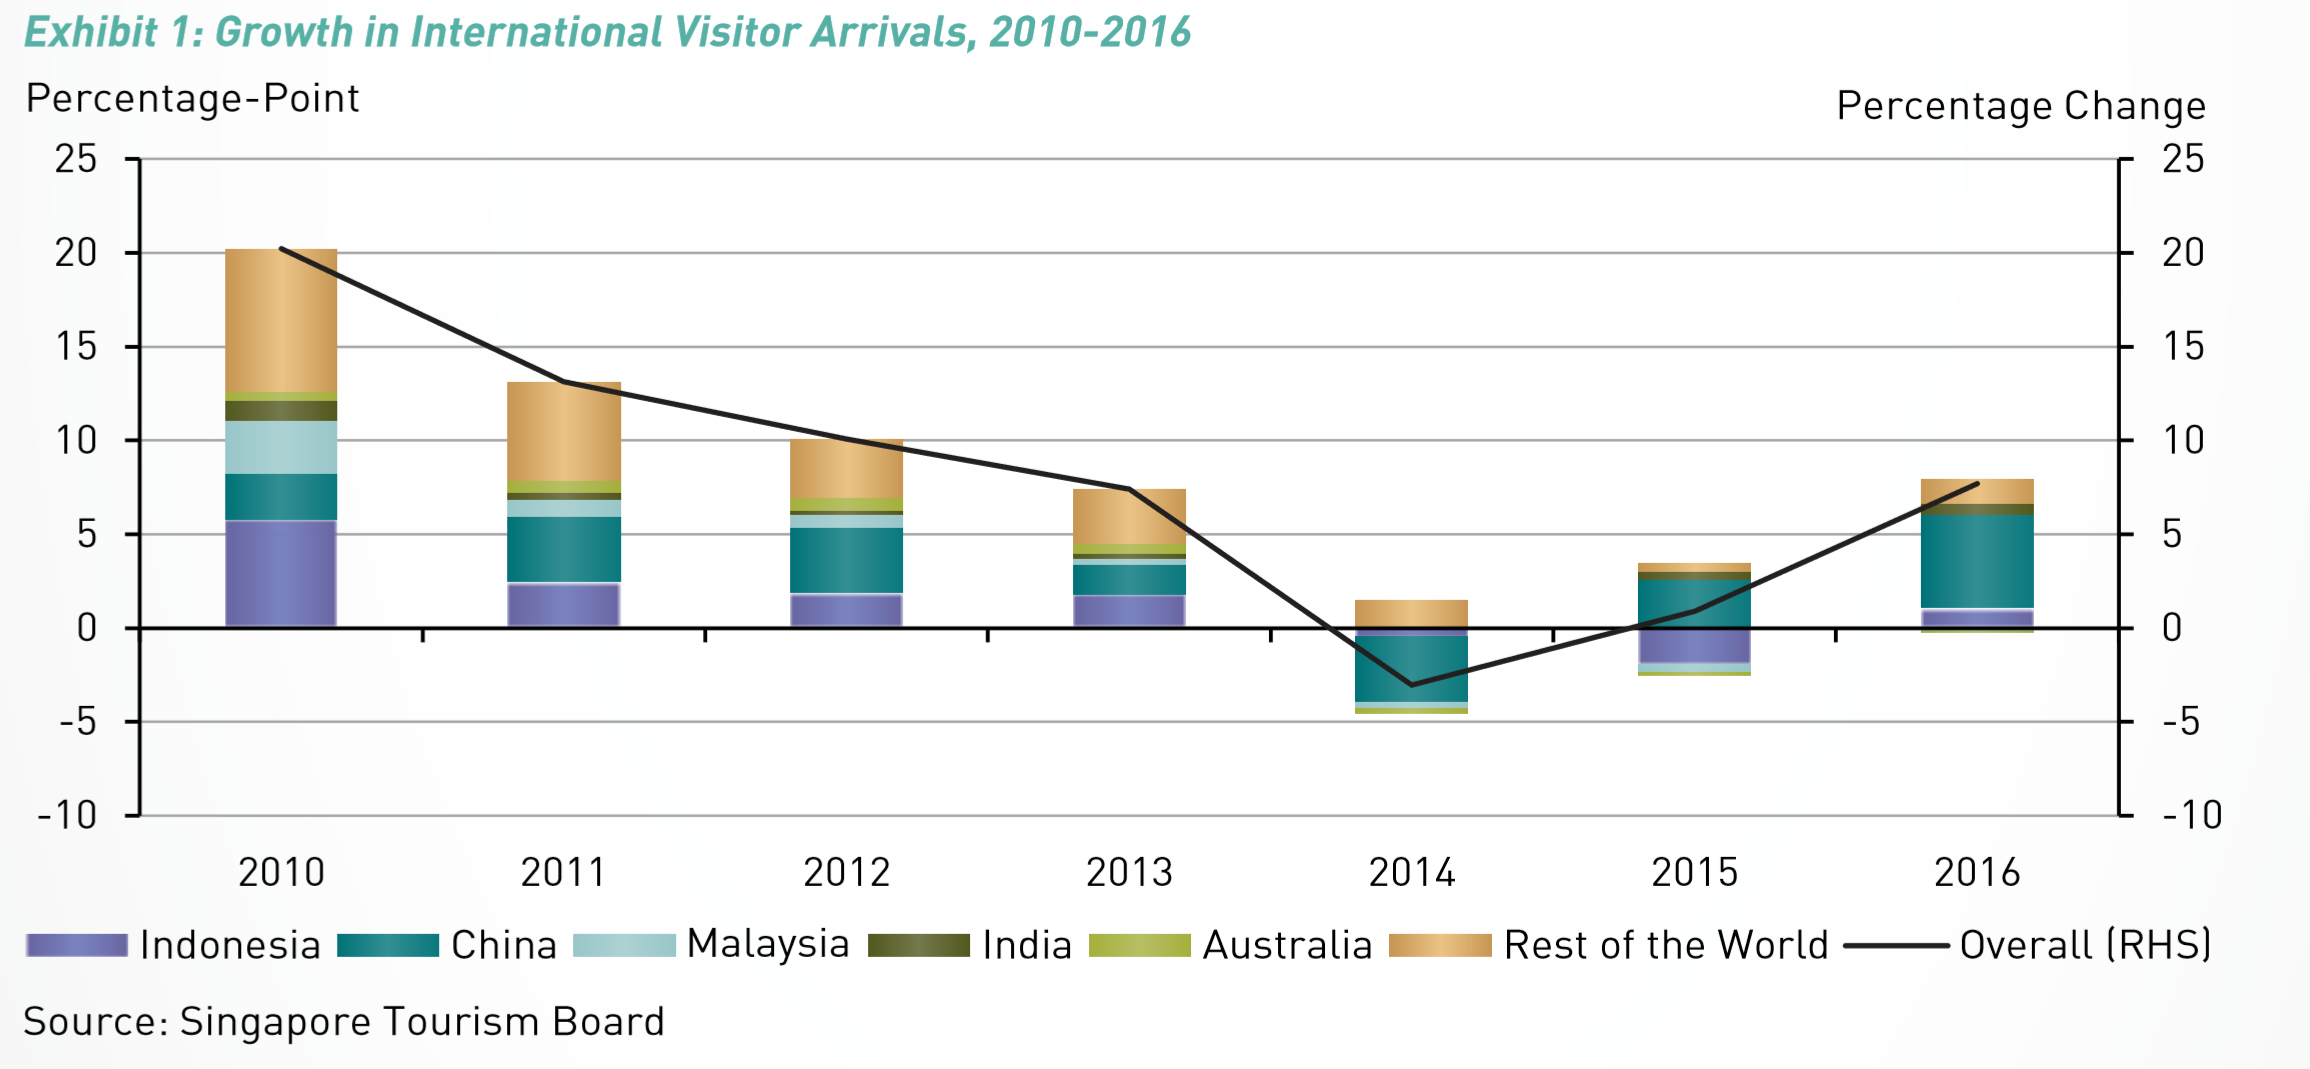 Exhibit 1: Growth in International Visitor Arrivals, 2010-2016
Percentage-Point
Percentage Change
25 25
20 20
15 15
10 10
5 5
0 0
-5 -5
-10 -10
2010 2011 2012 2013 2014 2015 2016
Indonesia China Malaysia India Australia Rest of the World Overall (RHS)
Source: Singapore Tourism Board